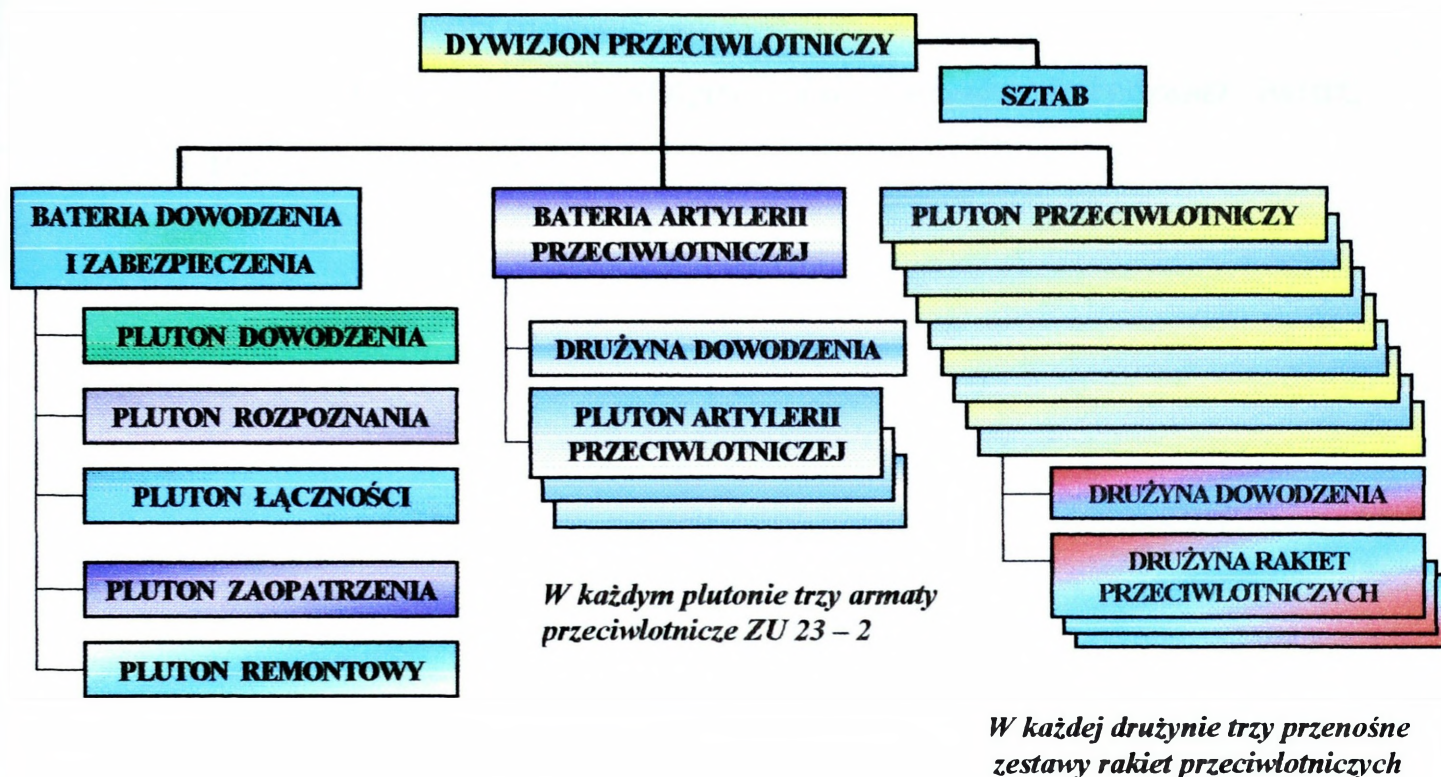 DYWIZJON PRZECIWLOTNICZY
SZTAB
BATERIA DOWODZENIA
I ZABEZPIECZENIA
PLUTON DOWODZENIA
PLUTON ROZPOZNANIA
PLUTON ŁĄCZNOŚCI
PLUTON ZAOPATRZENIA
PLUTON REMONTOWY
BATERIA ARTYLERII
PRZECIWLOTNICZEJ
DRUŻYNA DOWODZENIA
PLUTON ARTYLERII
PRZECIWLOTNICZEJ
W każdym plutonie trzy armaty
przeciwlotnicze ZU 23 – 2
PLUTON PRZECIWLOTNICZY
DRUŻYNA DOWODZENIA
DRUŻYNA RAKIET
PRZECIWLOTNICZYCH
W każdej drużynie trzy przenośne
zestawy rakiet przeciwlotniczych